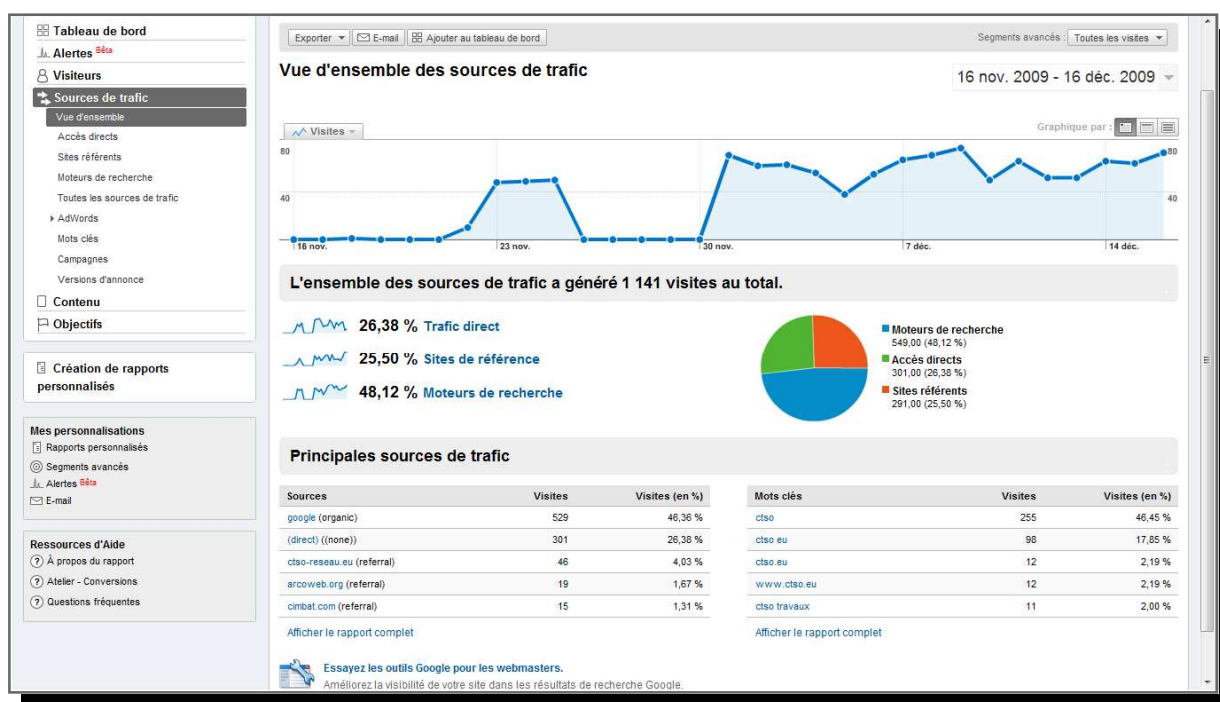 Tableau de bord
Alertes Bêta
Visiteurs
Sources de trafic
Vue d'ensemble
Accès directs
Sites référents
Moteurs de recherche
Toutes les sources de trafic
AdWords
Mots clés
Campagnes
Versions d'annonce
Contenu
Objectifs
Création de rapports
personnalisés
Mes personnalisations
Rapports personnalisés
Segments avancés
Alertes Bêta
E-mail
Ressources d'Aide
À propos du rapport
Atelier - Conversions
Questions fréquentes
Exporter E-mail Ajouter au tableau de bord Segments avancés : Toutes les visites
Vue d'ensemble des sources de trafic
16 nov. 2009 - 16 déc. 2009
Visites Graphique par :
80 80
40 40
16 nov. 23 nov. 30 nov. 7 déc. 14 déc.
L'ensemble des sources de trafic a généré 1 141 visites au total.
26,38 % Trafic direct
25,50 % Sites de référence
48,12 % Moteurs de recherche
Moteurs de recherche
549,00 (48,12 %)
Accès directs
301,00 (26,38 %)
Sites référents
291,00 (25,50 %)
Principales sources de trafic
Sources Visites Visites (en %)
google (organic) 529 46,36 %
(direct) ((none)) 301 26,38 %
ctso-reseau.eu (referral) 46 4,03 %
arcoweb.org (referral) 19 1,67 %
cimbat.com (referral) 15 1,31 %
Afficher le rapport complet
Mots clés Visites Visites (en %)
ctso 255 46,45 %
ctso eu 98 17,85 %
ctso.eu 12 2,19 %
www.ctso.eu 12 2,19 %
ctso travaux 11 2,00 %
Afficher le rapport complet
Essayez les outils Google pour les webmasters.
Améliorez la visibilité de votre site dans les résultats de recherche Google.